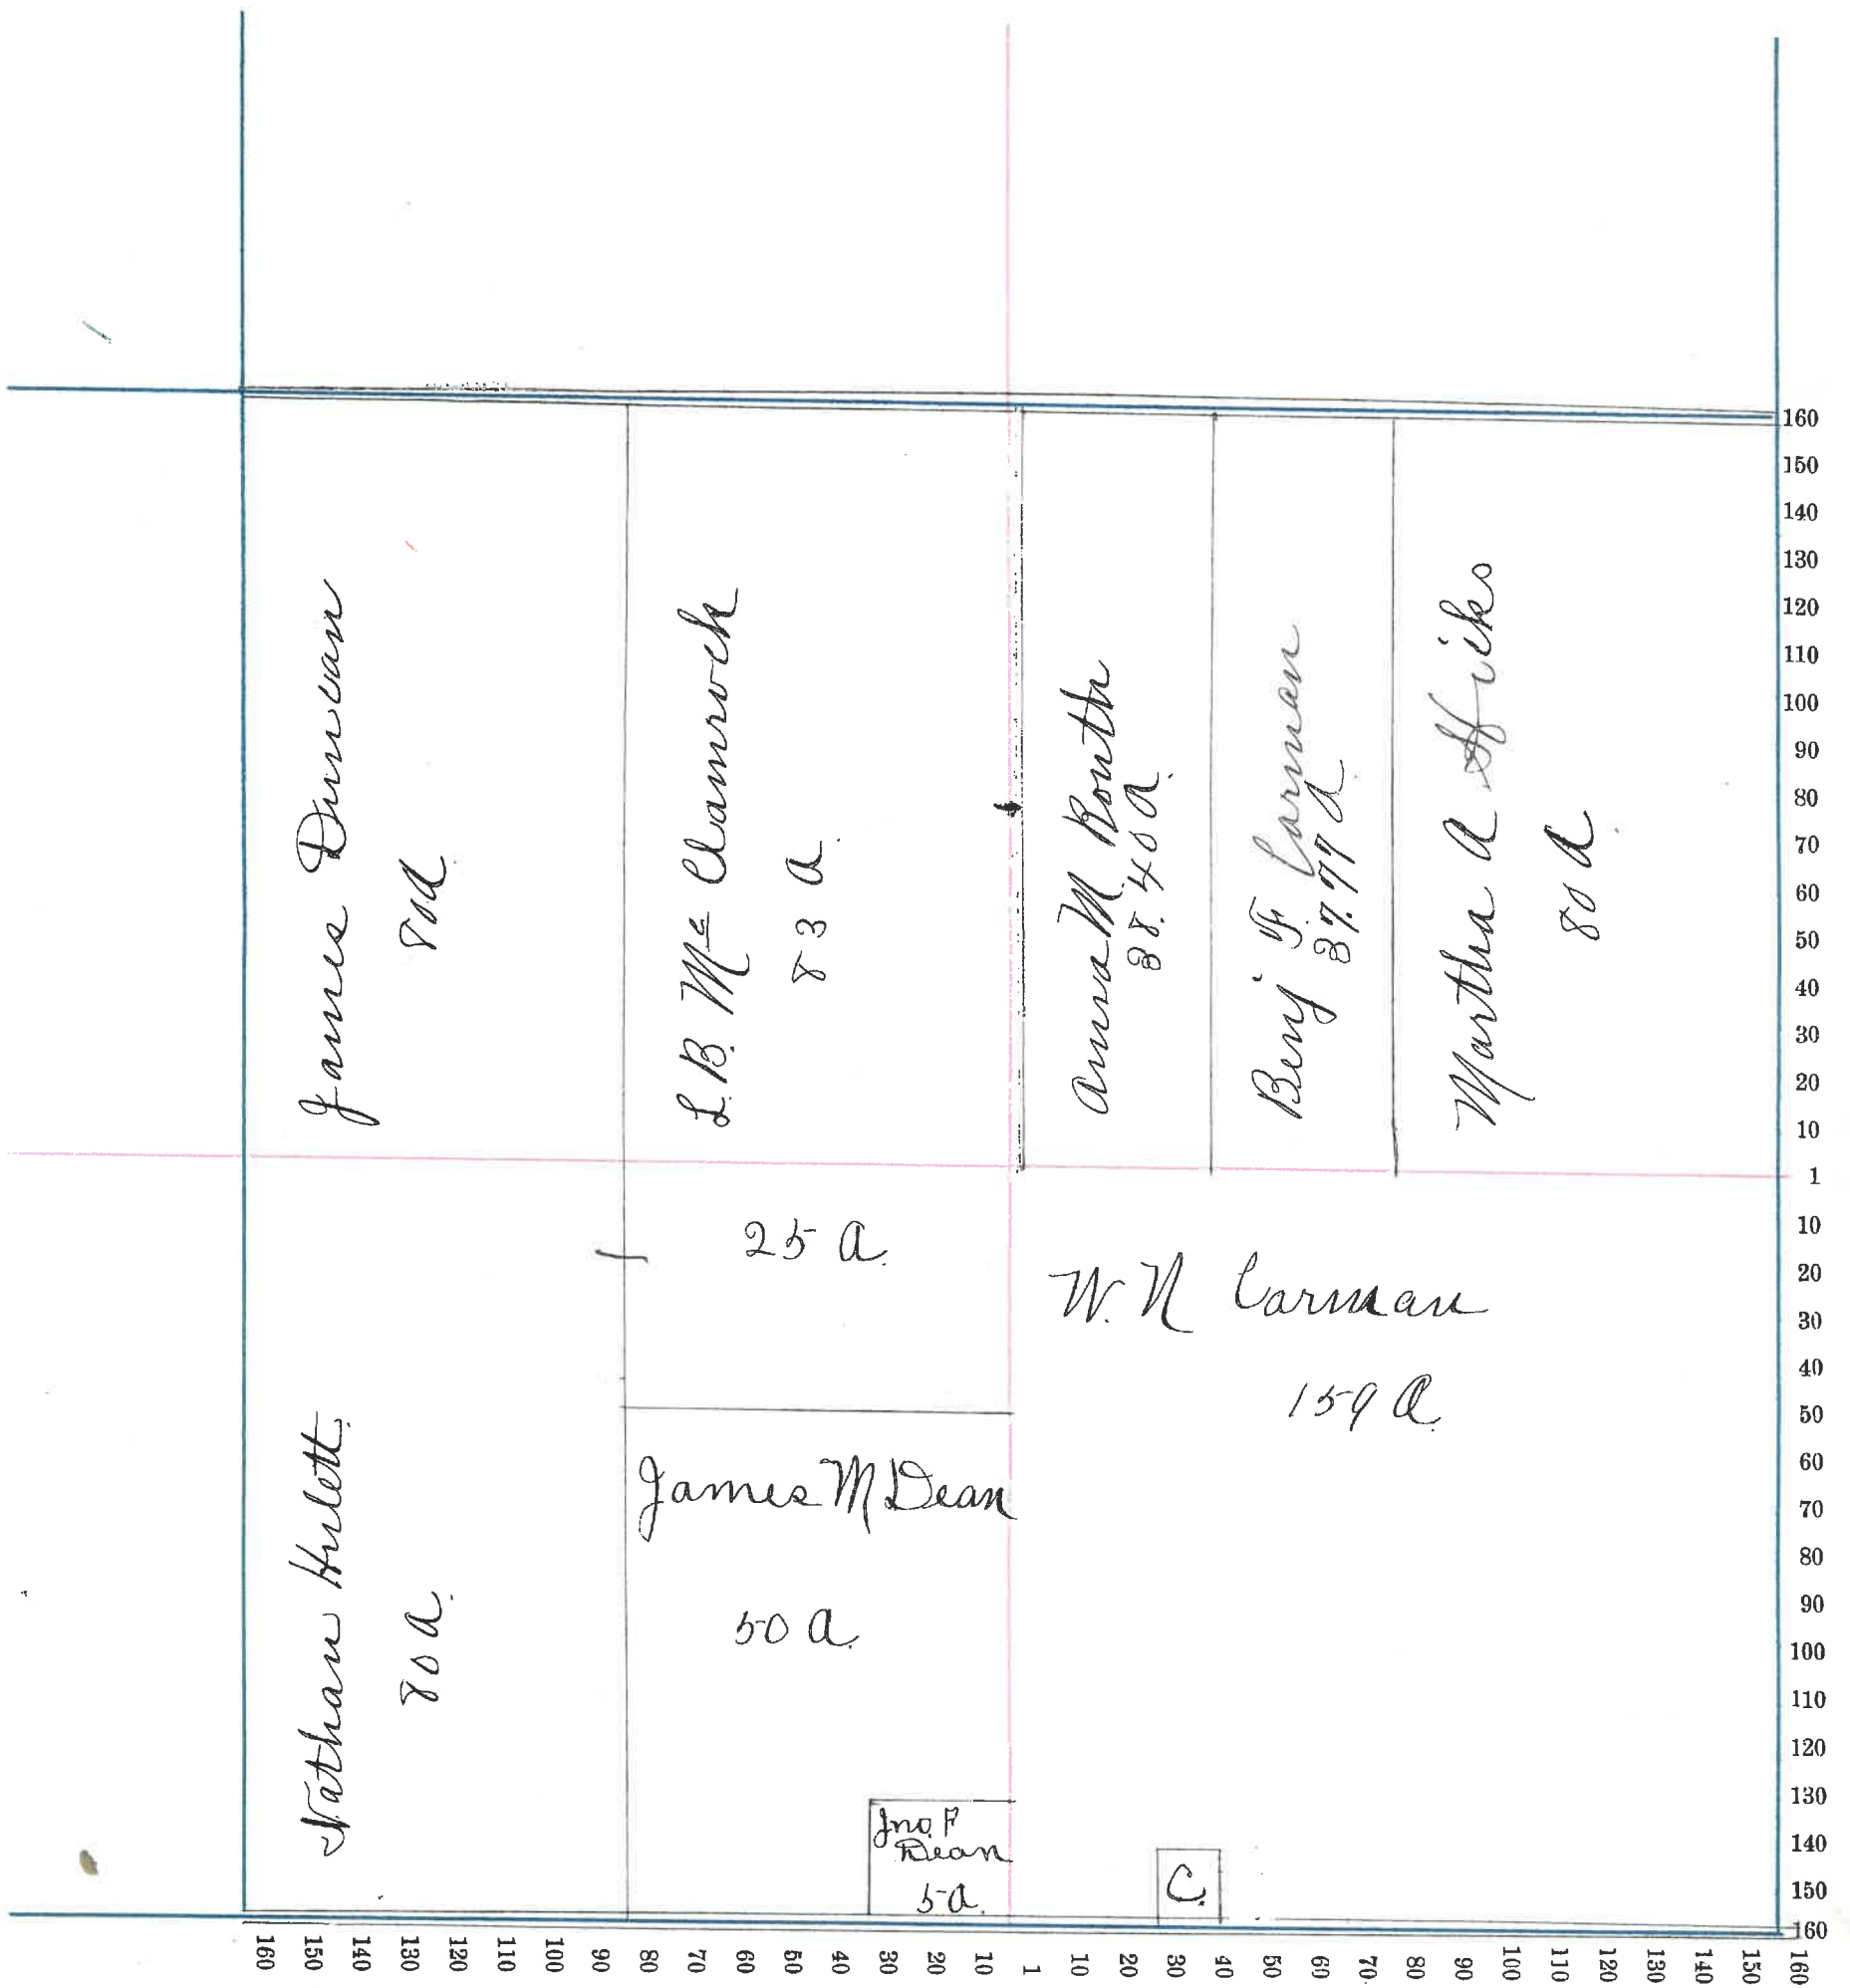 James Duncan
80 a
L. B. Mc Clamroch
83 a.
Anna M. Routh
38.40 a.
Benj F Carman
37.77 a
Martha A Hicks
80 a
25 a.
W. N Carman
159 a.
Nathan Hulett.
80 a.
James M Dean
50 a.
Jno. F
Dean
5 a.
C.
160
150
140
130
120
110
100
90
80
70
60
50
40
30
20
10
1
10
20
30
40
50
60
70
80
90
100
110
120
130
140
150
160
160 150 140 130 120 110 100 90 80 70 60 50 40 30 20 10 1 10 20 30 40 50 60 70. 80 90 100 110 120 130 140 150 160